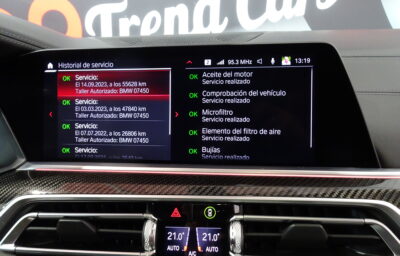 Trend Cars
Historial de servicio
2
95.3 MHz
13:19
OK Servicio:
El 14.09.2023, a los 55628 km
Taller Autorizado: BMW 07450
OK Servicio:
El 03.03.2023, a los 47840 km
Taller Autorizado: BMW 07450
OK Servicio:
El 07.07.2022, a los 26806 km
Taller Autorizado: BMW 07450
OK Servicio:
OK Aceite del motor
Servicio realizado
OK Comprobación del vehículo
Servicio realizado
OK Microfiltro
Servicio realizado
OK Elemento del filtro de aire
Servicio realizado
OK Bujías
Servicio realizado
21.0° 21.0°
AUTO AUTO
A/C